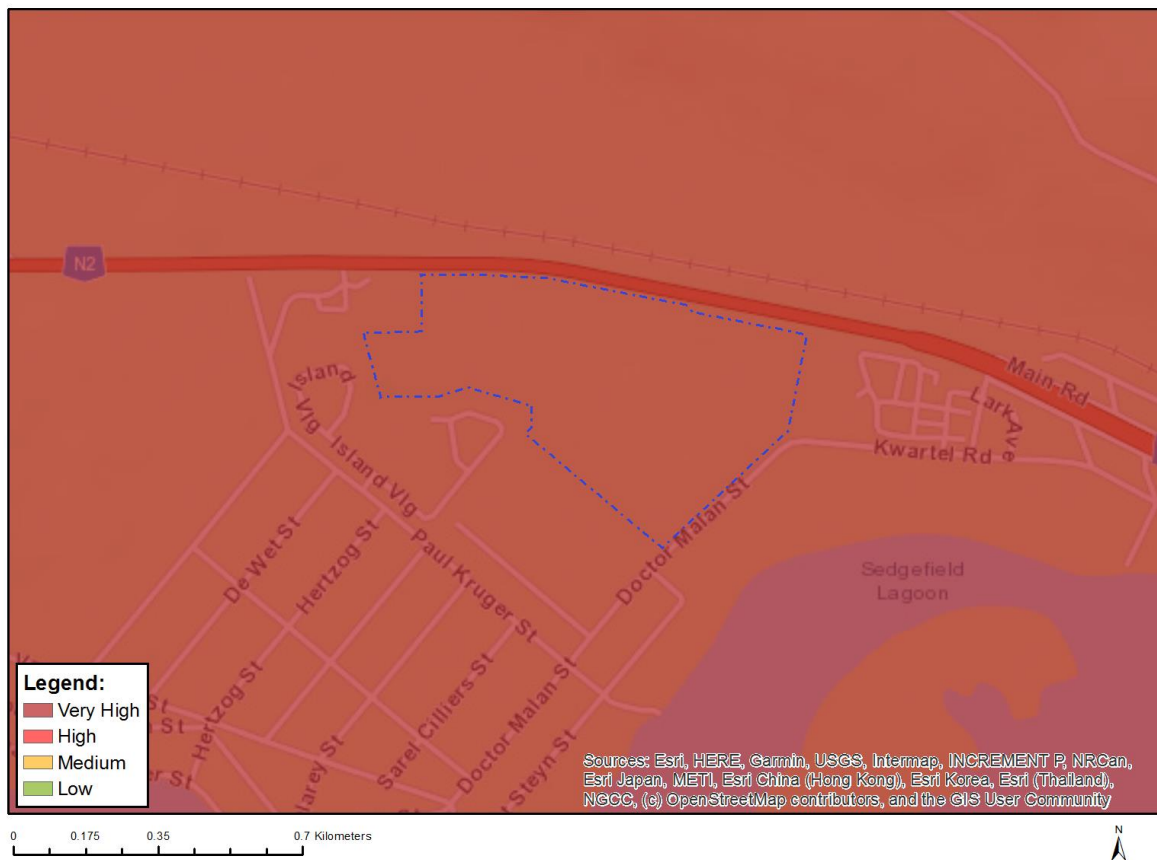 N2
Main Rd
Lark Ave
Kwartel Rd
Island
Vlg
Island Vlg
De Wet St
Hertzog St
Paul Kruger St
Doctor Malan St
Sedgefield
Lagoon
Hertzog St
Sarel Cilliers St
Doctor Malan St
Steyn St
St
St
St
Legend:
Very High
High
Medium
Low
Sources: Esri, HERE, Garmin, USGS, Intermap, INCREMENT P, NRCan,
Esri Japan, METI, Esri China (Hong Kong), Esri Korea, Esri (Thailand),
NGCC, (c) OpenStreetMap contributors, and the GIS User Community
0 0.175 0.35 0.7 Kilometers
N